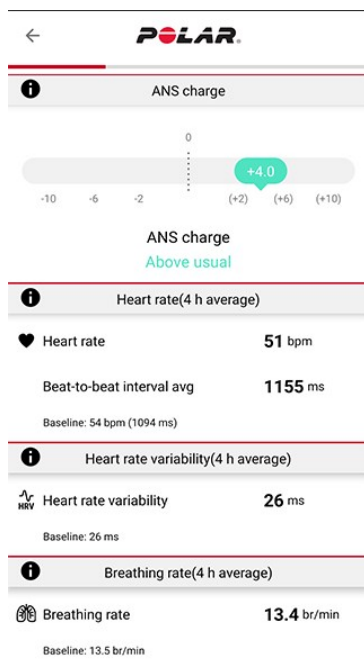 POLAR.
ANS charge
0
+4.0
-10 -6 -2 (+2) (+6) (+10)
ANS charge
Above usual
Heart rate(4 h average)
Heart rate 51 bpm
Beat-to-beat interval avg 1155 ms
Baseline: 54 bpm (1094 ms)
Heart rate variability(4 h average)
HRV Heart rate variability 26 ms
Baseline: 26 ms
Breathing rate(4 h average)
Breathing rate 13.4 br/min
Baseline: 13.5 br/min